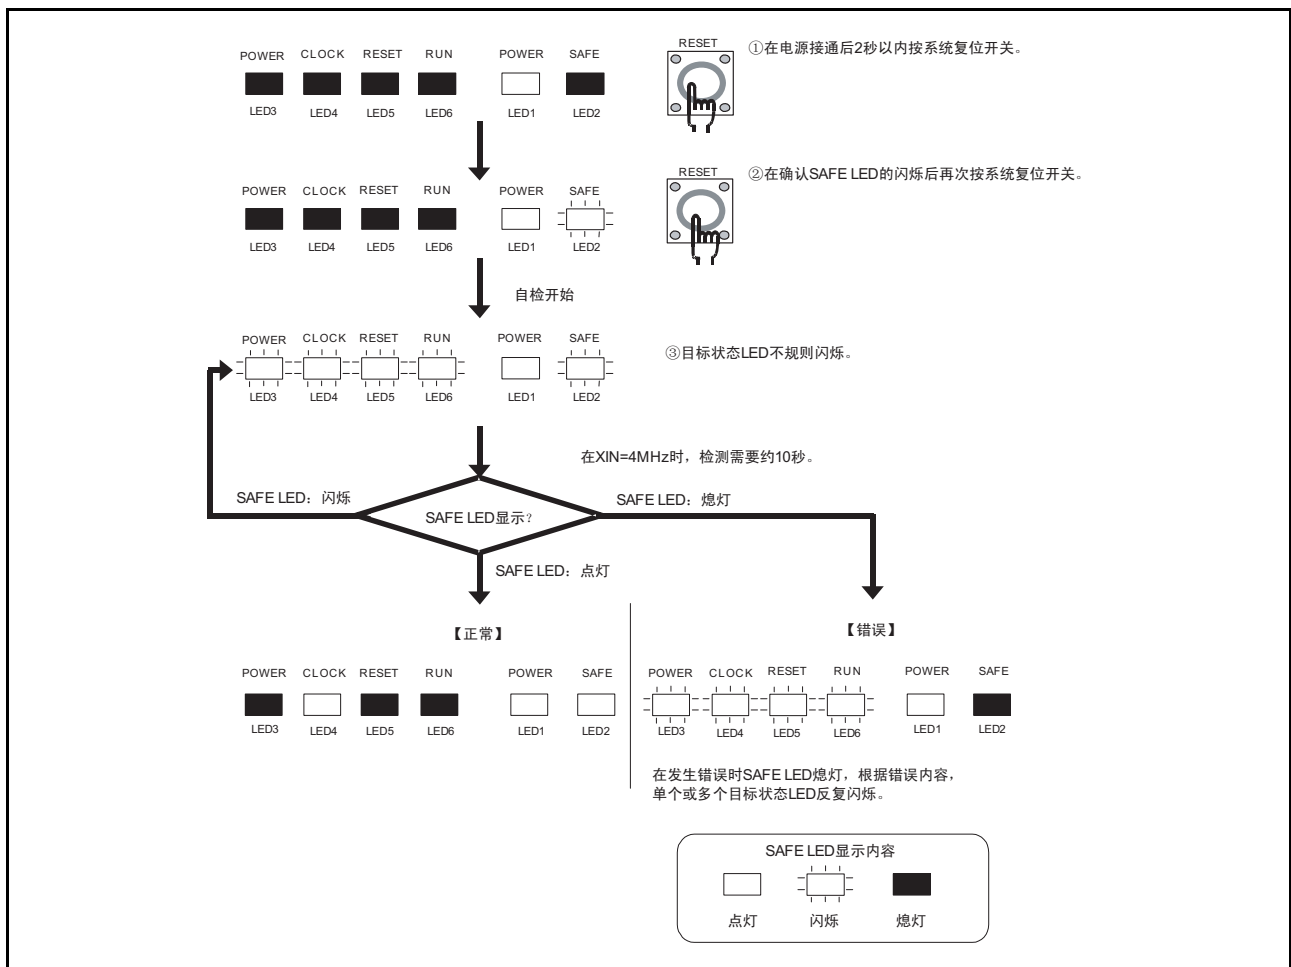 POWER CLOCK RESET RUN POWER SAFE
LED3 LED4 LED5 LED6 LED1 LED2
RESET
①在电源接通后2秒以内按系统复位开关。
POWER CLOCK RESET RUN POWER SAFE
LED3 LED4 LED5 LED6 LED1 LED2
RESET
②在确认SAFE LED的闪烁后再次按系统复位开关。
自检开始
POWER CLOCK RESET RUN POWER SAFE
LED3 LED4 LED5 LED6 LED1 LED2
③目标状态LED不规则闪烁。
在XIN=4MHz时，检测需要约10秒。
SAFE LED：闪烁
SAFE LED显示？
SAFE LED：熄灯
SAFE LED：点灯
【正常】
POWER CLOCK RESET RUN POWER SAFE
LED3 LED4 LED5 LED6 LED1 LED2
【错误】
POWER CLOCK RESET RUN POWER SAFE
LED3 LED4 LED5 LED6 LED1 LED2
在发生错误时SAFE LED熄灯，根据错误内容，
单个或多个目标状态LED反复闪烁。
SAFE LED显示内容
点灯 闪烁 熄灯